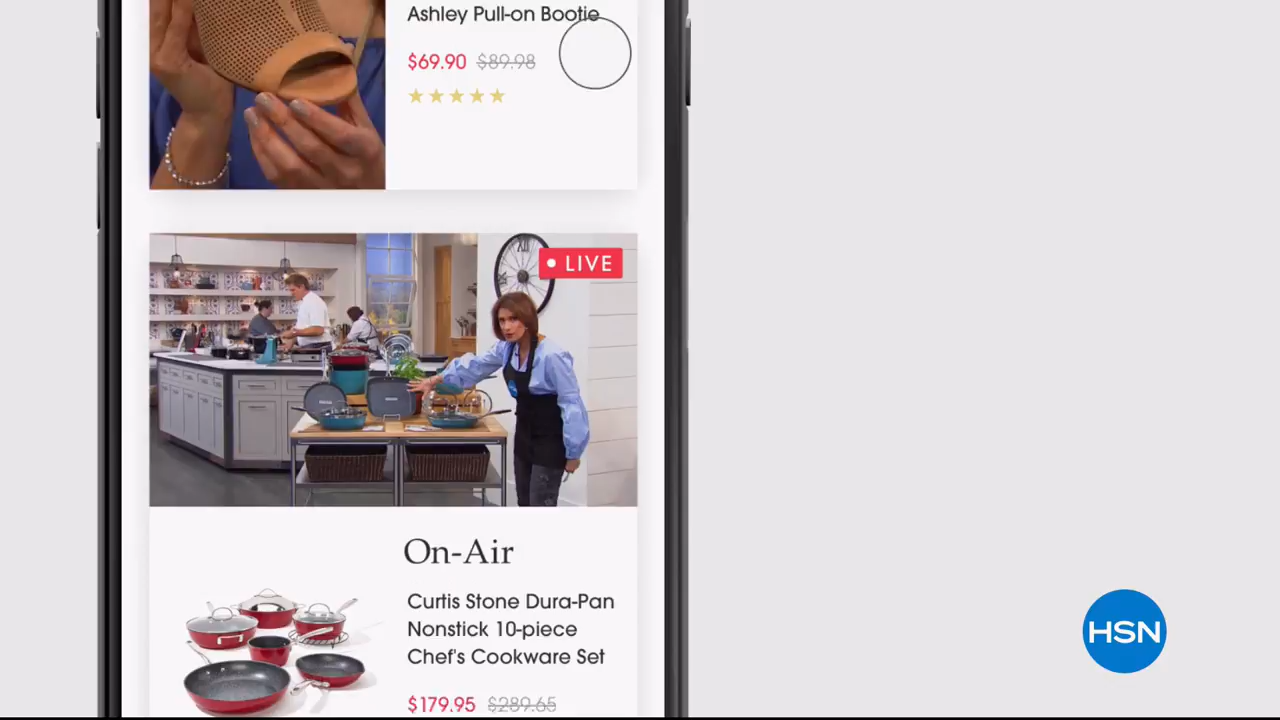 Ashley Pull-on Bootie
$69.90 $89.98
LIVE
On-Air
Curtis Stone Dura-Pan
Nonstick 10-piece
Chef's Cookware Set
$179.95 $289.65
HSN